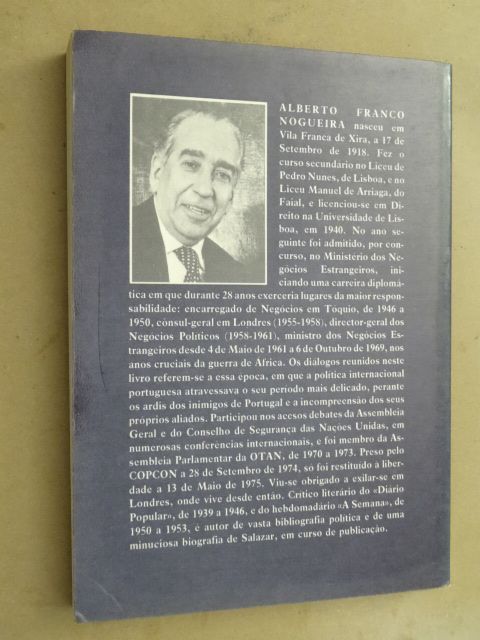 ALBERTO FRANCO
NOGUEIRA nasceu em
Vila Franca de Xira, a 17 de
Setembro de 1918. Fez o
curso secundário no Liceu de
Pedro Nunes, de Lisboa, e no
Liceu Manuel de Arriaga, do
Faial, e licenciou-se em Di-
reito na Universidade de Lis-
boa, em 1940. No ano se-
guinte foi admitido, por con-
curso, no Ministério dos Ne-
gócios Estrangeiros, ini-
ciando uma carreira diplomá-
tica em que durante 28 anos exerceria lugares da maior respon-
sabilidade: encarregado de Negócios em Tóquio, de 1946 a
1950, cônsul-geral em Londres (1955-1958), director-geral dos
Negócios Políticos (1958-1961), ministro dos Negócios Es-
trangeiros desde 4 de Maio de 1961 a 6 de Outubro de 1969, nos
anos cruciais da guerra de África. Os diálogos reunidos neste
livro referem-se a essa época, em que a política internacional
portuguesa atravessava o seu período mais delicado, perante
os ardis dos inimigos de Portugal e a incompreensão dos seus
próprios aliados. Participou nos acesos debates da Assembleia
Geral e do Conselho de Segurança das Nações Unidas, em
numerosas conferências internacionais, e foi membro da As-
sembleia Parlamentar da OTAN, de 1970 a 1973. Preso pelo
COPCON a 28 de Setembro de 1974, só foi restituído à liber-
dade a 13 de Maio de 1975. Viu-se obrigado a exilar-se em
Londres, onde vive desde então. Crítico literário do «Diário
Popular», de 1939 a 1946, e do hebdomadário «A Semana», de
1950 a 1953, é autor de vasta bibliografia política e de uma
minuciosa biografia de Salazar, em curso de publicação.